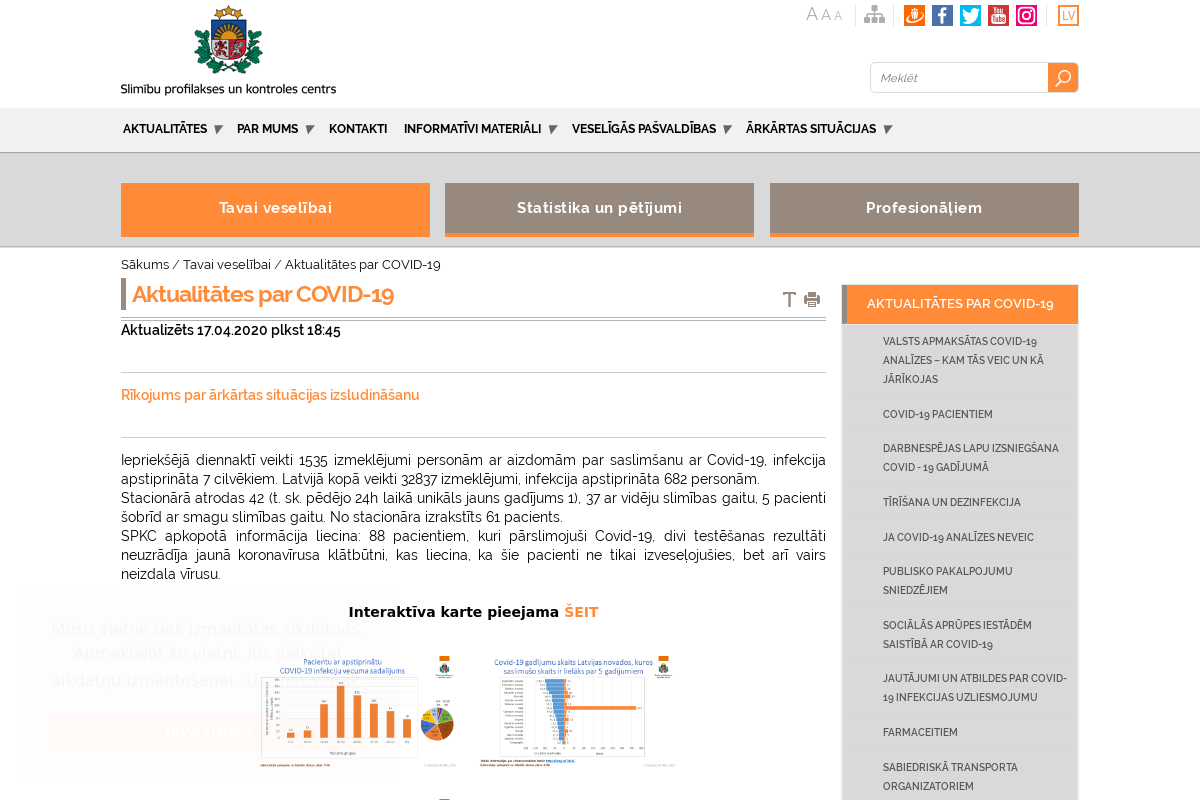 A A A
You
Tube
LV
Slimību profilakses un kontroles centrs
Meklēt
AKTUALITĀTES PAR MUMS KONTAKTI INFORMATĪVI MATERIĀLI VESELĪGĀS PAŠVALDĪBAS ĀRKĀRTAS SITUĀCIJAS
Tavai veselībai
Statistika un pētījumi
Profesionāļiem
Sākums / Tavai veselībai / Aktualitātes par COVID-19
Aktualitātes par COVID-19
Aktualizēts 17.04.2020 plkst 18:45
Rīkojums par ārkārtas situācijas izsludināšanu
Iepriekšējā diennaktī veikti 1535 izmeklējumi personām ar aizdomām par saslimšanu ar Covid-19, infekcija
apstiprināta 7 cilvēkiem. Latvijā kopā veikti 32837 izmeklējumi, infekcija apstiprināta 682 personām.
Stacionārā atrodas 42 (t. sk. pēdējo 24h laikā unikāls jauns gadījums 1), 37 ar vidēju slimības gaitu, 5 pacienti
šobrīd ar smagu slimības gaitu. No stacionāra izrakstīts 61 pacients.
SPKC apkopotā informācija liecina: 88 pacientiem, kuri pārslimojuši Covid-19, divi testēšanas rezultāti
neuzrādīja jaunā koronavīrusa klātbūtni, kas liecina, ka šie pacienti ne tikai izveseļojušies, bet arī vairs
neizdala vīrusu.
Interaktīva karte pieejama ŠEIT
Mūsu vietnē tiek izmantotas sīkdatnes.
Apmeklējot šo vietni, jūs piekrītat
sīkdatņu izmantošanai.
Pacientu ar apstiprinātu
COVID-19 infekciju vecuma sadalījums
Covid-19 gadījumu skaits Latvijas novados, kuros
saslimušo skaits ir lielāks par 5 gadījumiem
AKTUALITĀTES PAR COVID-19
VALSTS APMAKSĀTAS COVID-19
ANALĪZES – KAM TĀS VEIC UN KĀ
JĀRĪKOJAS
COVID-19 PACIENTIEM
DARBNESPĒJAS LAPU IZSNIEGŠANA
COVID - 19 GADĪJUMĀ
TĪRĪŠANA UN DEZINFEKCIJA
JA COVID-19 ANALĪZES NEVEIC
PUBLISKO PAKALPOJUMU
SNIEDZĒJIEM
SOCIĀLĀS APRŪPES IESTĀDĒM
SAISTĪBĀ AR COVID-19
JAUTĀJUMI UN ATBILDES PAR COVID-
19 INFEKCIJAS UZLIESMOJUMU
FARMACEITIEM
SABIEDRISKĀ TRANSPORTA
ORGANIZATORIEM